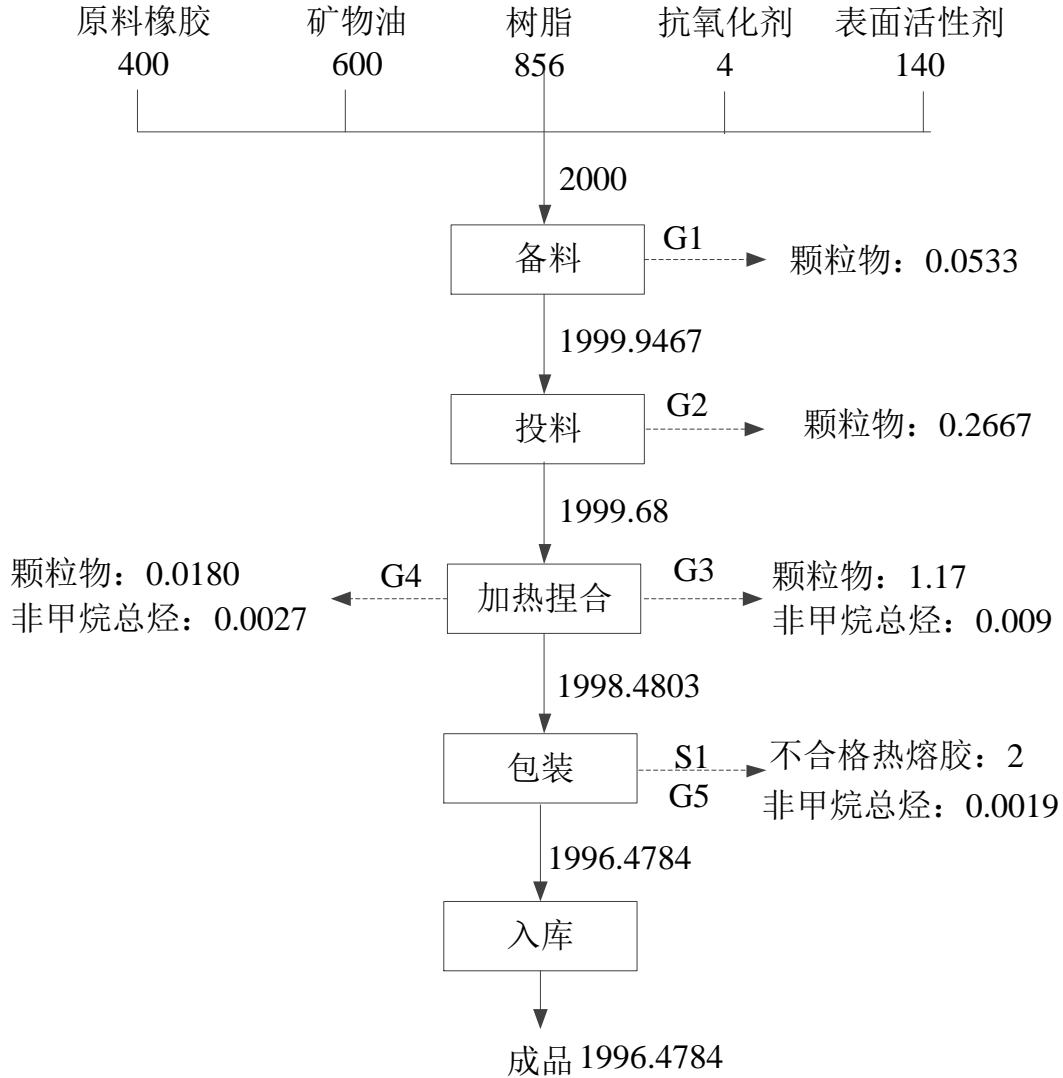 原料橡胶 矿物油 树脂 抗氧化剂 表面活性剂
400 600 856 4 140
2000
备料 G1 颗粒物：0.0533
1999.9467
投料 G2 颗粒物：0.2667
1999.68
颗粒物：0.0180 G4 加热捏合 G3 颗粒物：1.17
非甲烷总烃：0.0027 非甲烷总烃：0.009
1998.4803
包装 S1 不合格热熔胶：2
G5 非甲烷总烃：0.0019
1996.4784
入库
成品 1996.4784